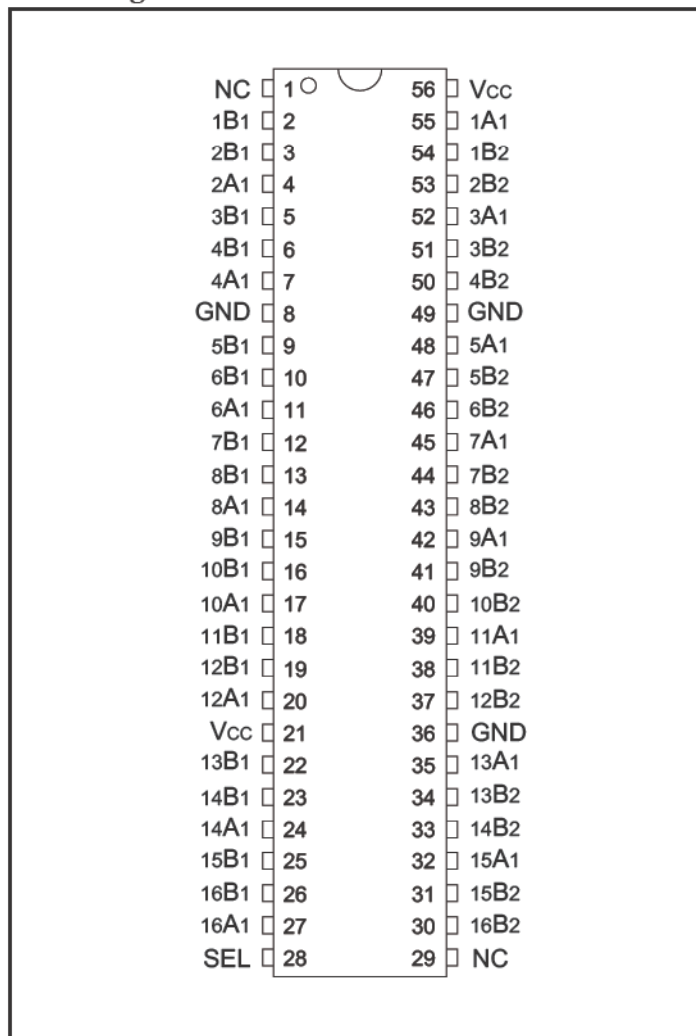 NC 1 56 Vcc
1B1 2 55 1A1
2B1 3 54 1B2
2A1 4 53 2B2
3B1 5 52 3A1
4B1 6 51 3B2
4A1 7 50 4B2
GND 8 49 GND
5B1 9 48 5A1
6B1 10 47 5B2
6A1 11 46 6B2
7B1 12 45 7A1
8B1 13 44 7B2
8A1 14 43 8B2
9B1 15 42 9A1
10B1 16 41 9B2
10A1 17 40 10B2
11B1 18 39 11A1
12B1 19 38 11B2
12A1 20 37 12B2
Vcc 21 36 GND
13B1 22 35 13A1
14B1 23 34 13B2
14A1 24 33 14B2
15B1 25 32 15A1
16B1 26 31 15B2
16A1 27 30 16B2
SEL 28 29 NC